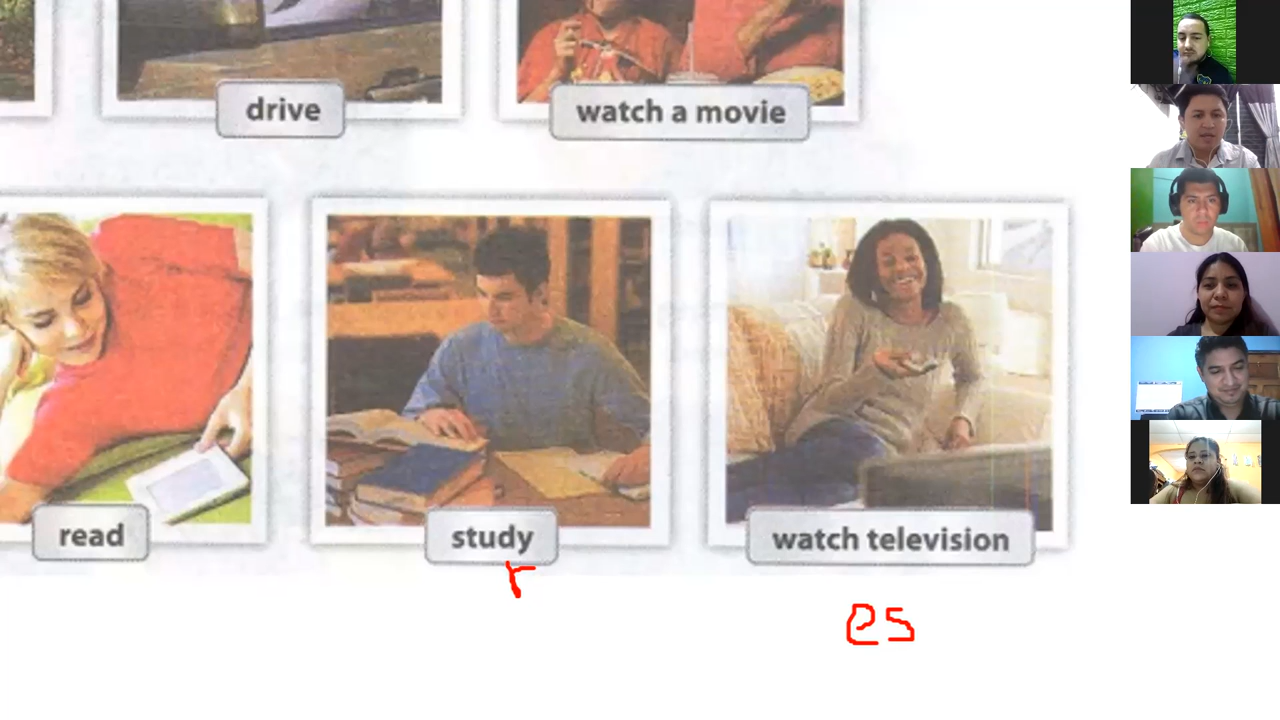 drive
watch a movie
read
study
watch television
r
es